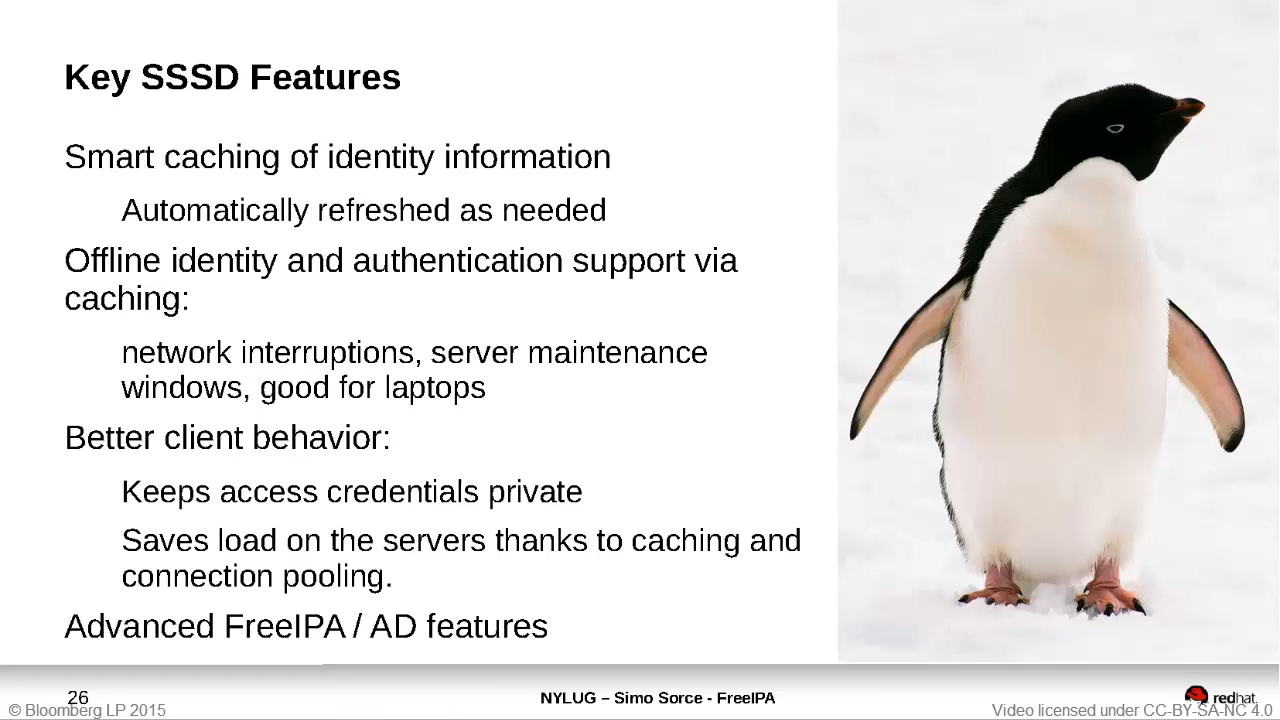 Key SSSD Features
Smart caching of identity information
Automatically refreshed as needed
Offline identity and authentication support via
caching:
network interruptions, server maintenance
windows, good for laptops
Better client behavior:
Keeps access credentials private
Saves load on the servers thanks to caching and
connection pooling.
Advanced FreeIPA / AD features
26
NYLUG – Simo Sorce - FreeIPA
redhat
© Bloomberg LP 2015
Video licensed under CC-BY-SA-NC 4.0